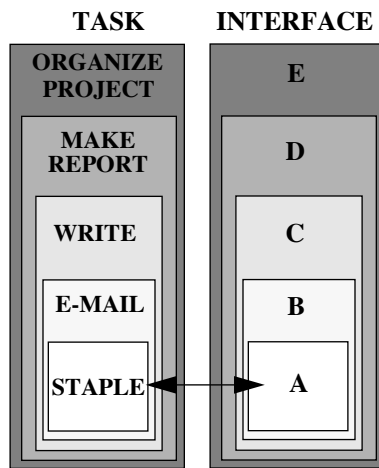 TASK
ORGANIZE
PROJECT
MAKE
REPORT
WRITE
E-MAIL
STAPLE
INTERFACE
E
D
C
B
A